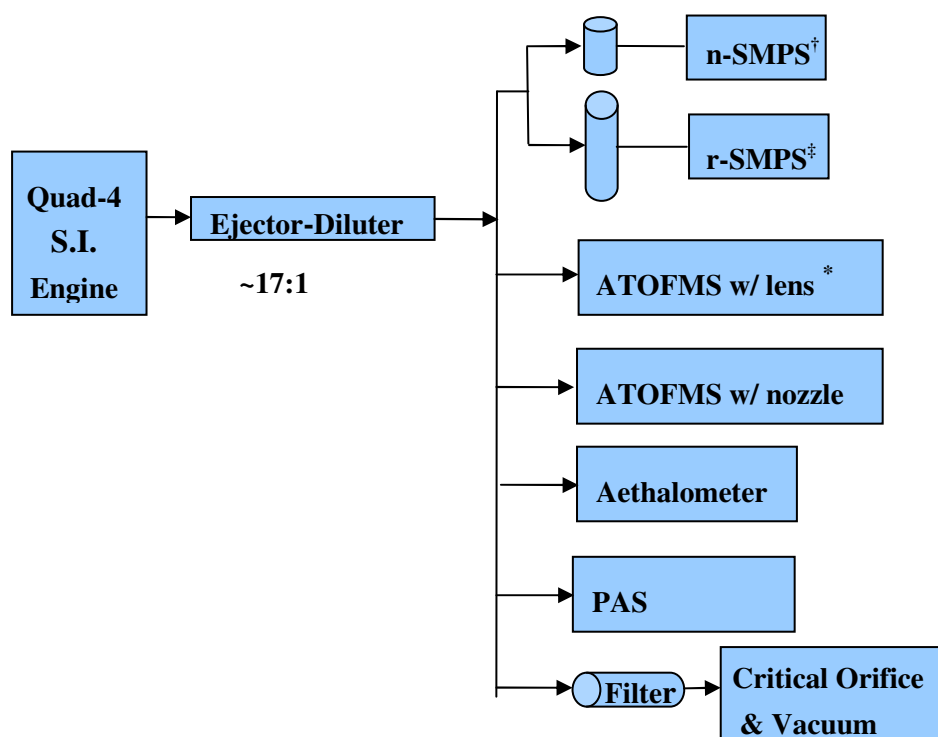 Quad-4
S.I.
Engine
Ejector-Diluter
~17:1
n-SMPS†
r-SMPS‡
ATOFMS w/ lens *
ATOFMS w/ nozzle
Aethalometer
PAS
Filter
Critical Orifice
& Vacuum